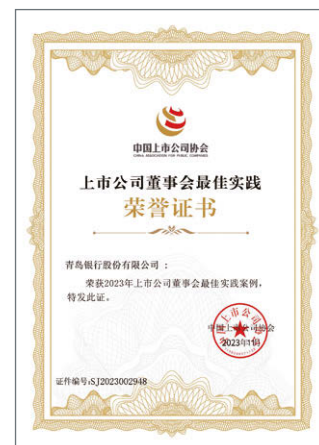 中国上市公司协会
CHINA ASSOCIATION FOR PUBLIC COMPANIES
上市公司董事会最佳实践
荣誉证书
青岛银行股份有限公司：
荣获2023年上市公司董事会最佳实践案例，
特发此证。
中国上市公司协会
2023年11月
证件编号：SJ2023002948